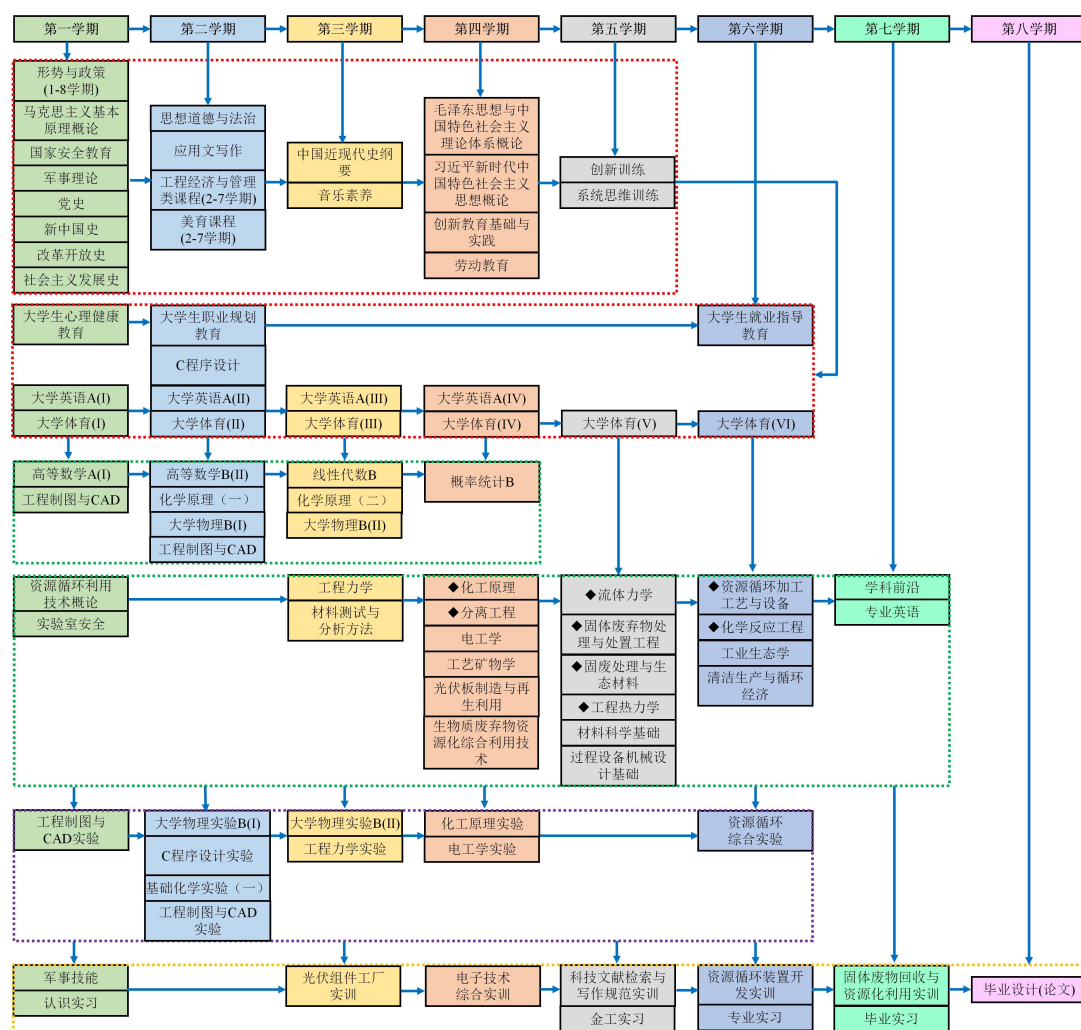 第一学期
第二学期
第三学期
第四学期
第五学期
第六学期
第七学期
第八学期
形势与政策
(1-8学期)
马克思主义基本
原理概论
国家安全教育
军事理论
党史
新中国史
改革开放史
社会主义发展史
思想道德与法治
应用文写作
工程经济与管理
类课程(2-7学期)
美育课程
(2-7学期)
中国近现代史纲
要
音乐素养
毛泽东思想与中
国特色社会主义
理论体系概论
习近平新时代中
国特色社会主义
思想概论
创新教育基础与
实践
劳动教育
创新训练
系统思维训练
大学生心理健康
教育
大学生职业规划
教育
C程序设计
大学生就业指导
教育
大学英语A(I)
大学体育(I)
大学英语A(II)
大学体育(II)
大学英语A(III)
大学体育(III)
大学英语A(IV)
大学体育(IV)
大学体育(V)
大学体育(VI)
高等数学A(I)
工程制图与CAD
高等数学B(II)
化学原理（一）
大学物理B(I)
工程制图与CAD
线性代数B
化学原理（二）
大学物理B(II)
概率统计B
资源循环利用
技术概论
实验室安全
工程力学
材料测试与
分析方法
◆化工原理
◆分离工程
电工学
工艺矿物学
光伏板制造与再
生利用
生物质废弃物资
源化综合利用技
术
◆流体力学
◆固体废弃物处
理与处置工程
◆固废处理与生
态材料
◆工程热力学
材料科学基础
过程设备机械设
计基础
◆资源循环加工
工艺与设备
◆化学反应工程
工业生态学
清洁生产与循环
经济
学科前沿
专业英语
工程制图与
CAD实验
大学物理实验B(I)
C程序设计实验
基础化学实验（一）
工程制图与CAD
实验
大学物理实验B(II)
工程力学实验
化工原理实验
电工学实验
资源循环
综合实验
军事技能
认识实习
光伏组件工厂
实训
电子技术
综合实训
科技文献检索与
写作规范实训
金工实习
资源循环装置开
发实训
专业实习
固体废物回收与
资源化利用实训
毕业实习
毕业设计(论文)